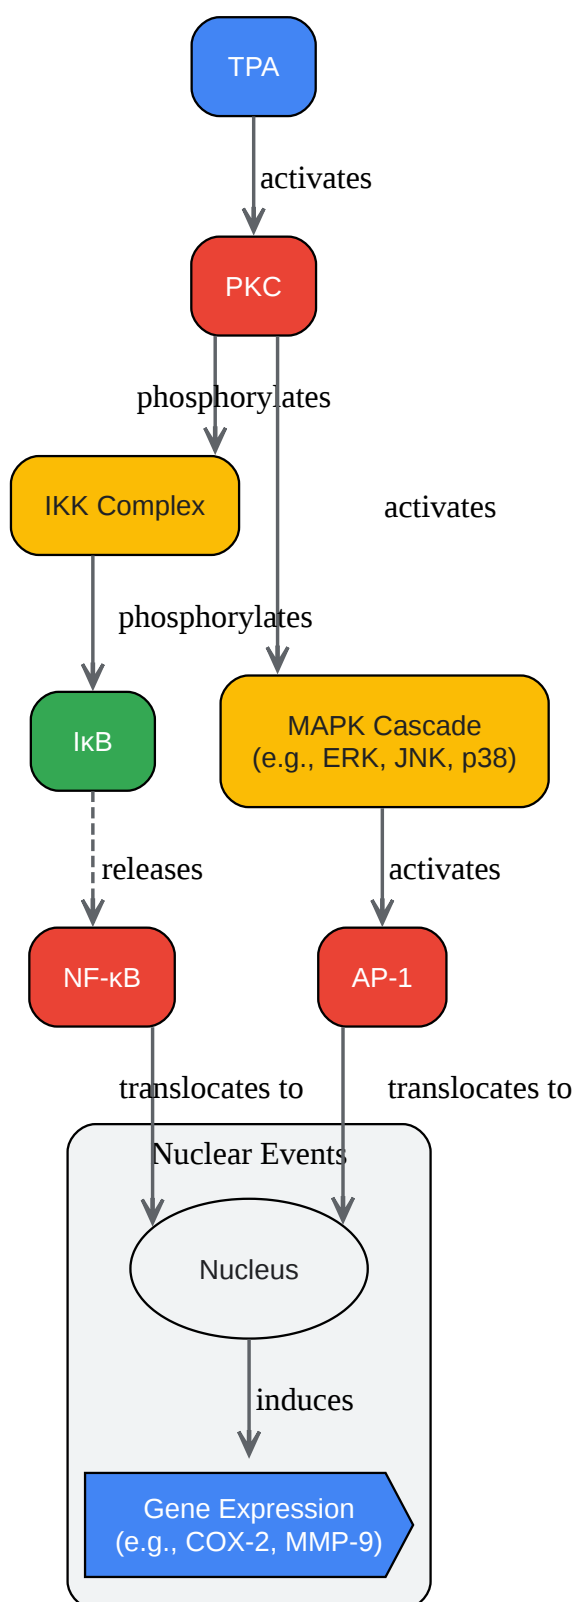 TPA
activates
PKC
phosphorylates
IKK Complex
activates
phosphorylates
IκB
MAPK Cascade
(e.g., ERK, JNK, p38)
releases
activates
NF-κB
AP-1
translocates to
translocates to
Nuclear Events
Nucleus
induces
Gene Expression
(e.g., COX-2, MMP-9)